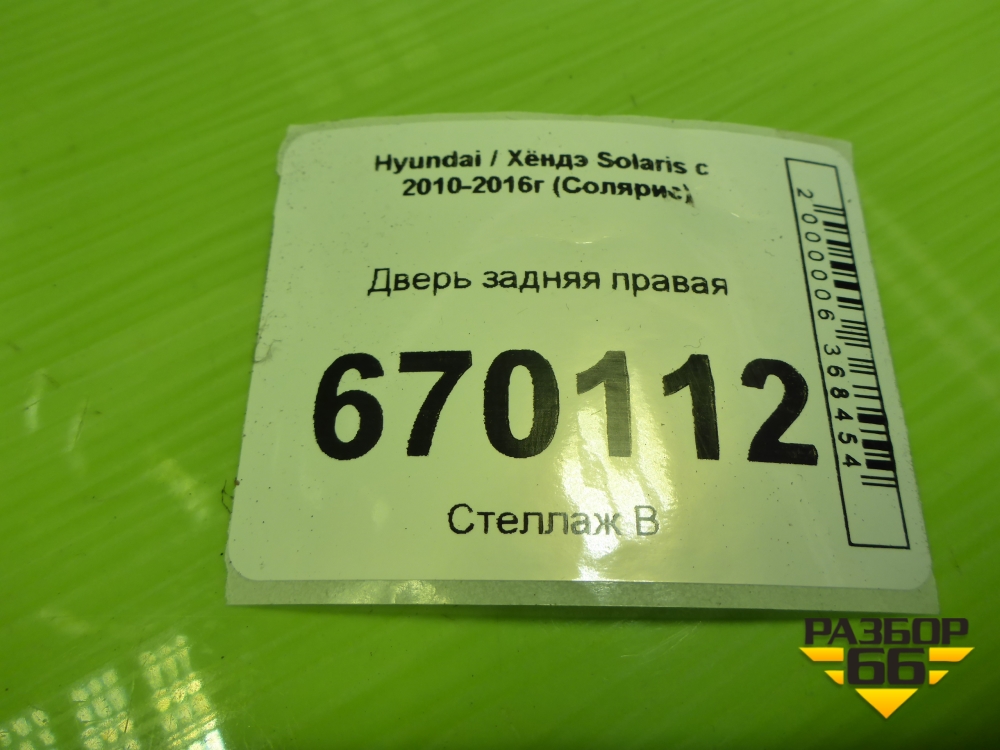 Hyundai / Хёндэ Solaris с
2010-2016г (Солярис)
Дверь задняя правая
670112
Стеллаж В
2000006368454
РАЗБОР
66